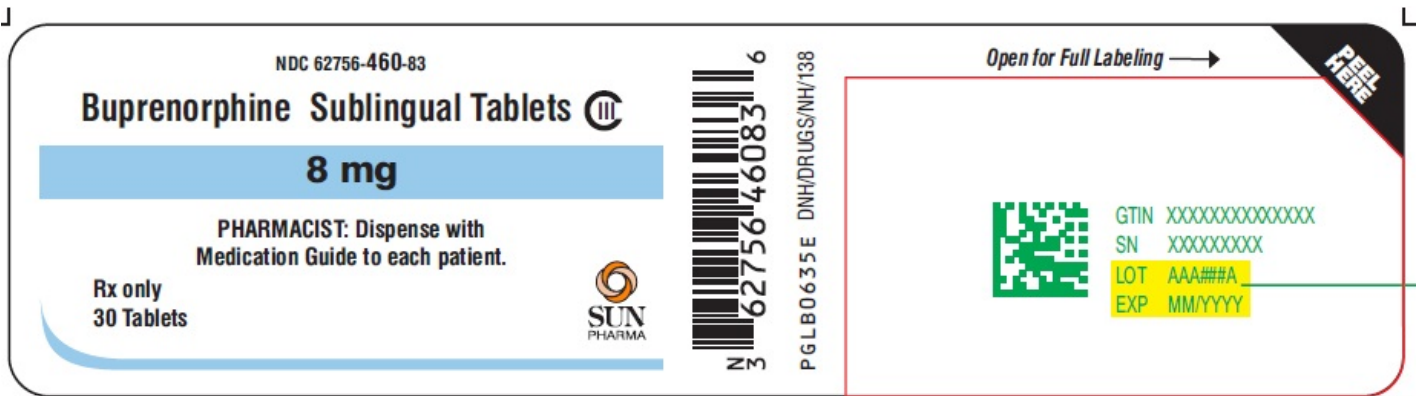 NDC 62756-460-83
Buprenorphine Sublingual Tablets CIII
8 mg
PHARMACIST: Dispense with
Medication Guide to each patient.
Rx only
30 Tablets
SUN
PHARMA
N
3 62756 46083 6
PGLB0635E DNH/DRUGS/NH/138
Open for Full Labeling
PEEL
HERE
GTIN XXXXXXXXXXXXXX
SN XXXXXXXXX
LOT AAA###A
EXP MM/YYYY